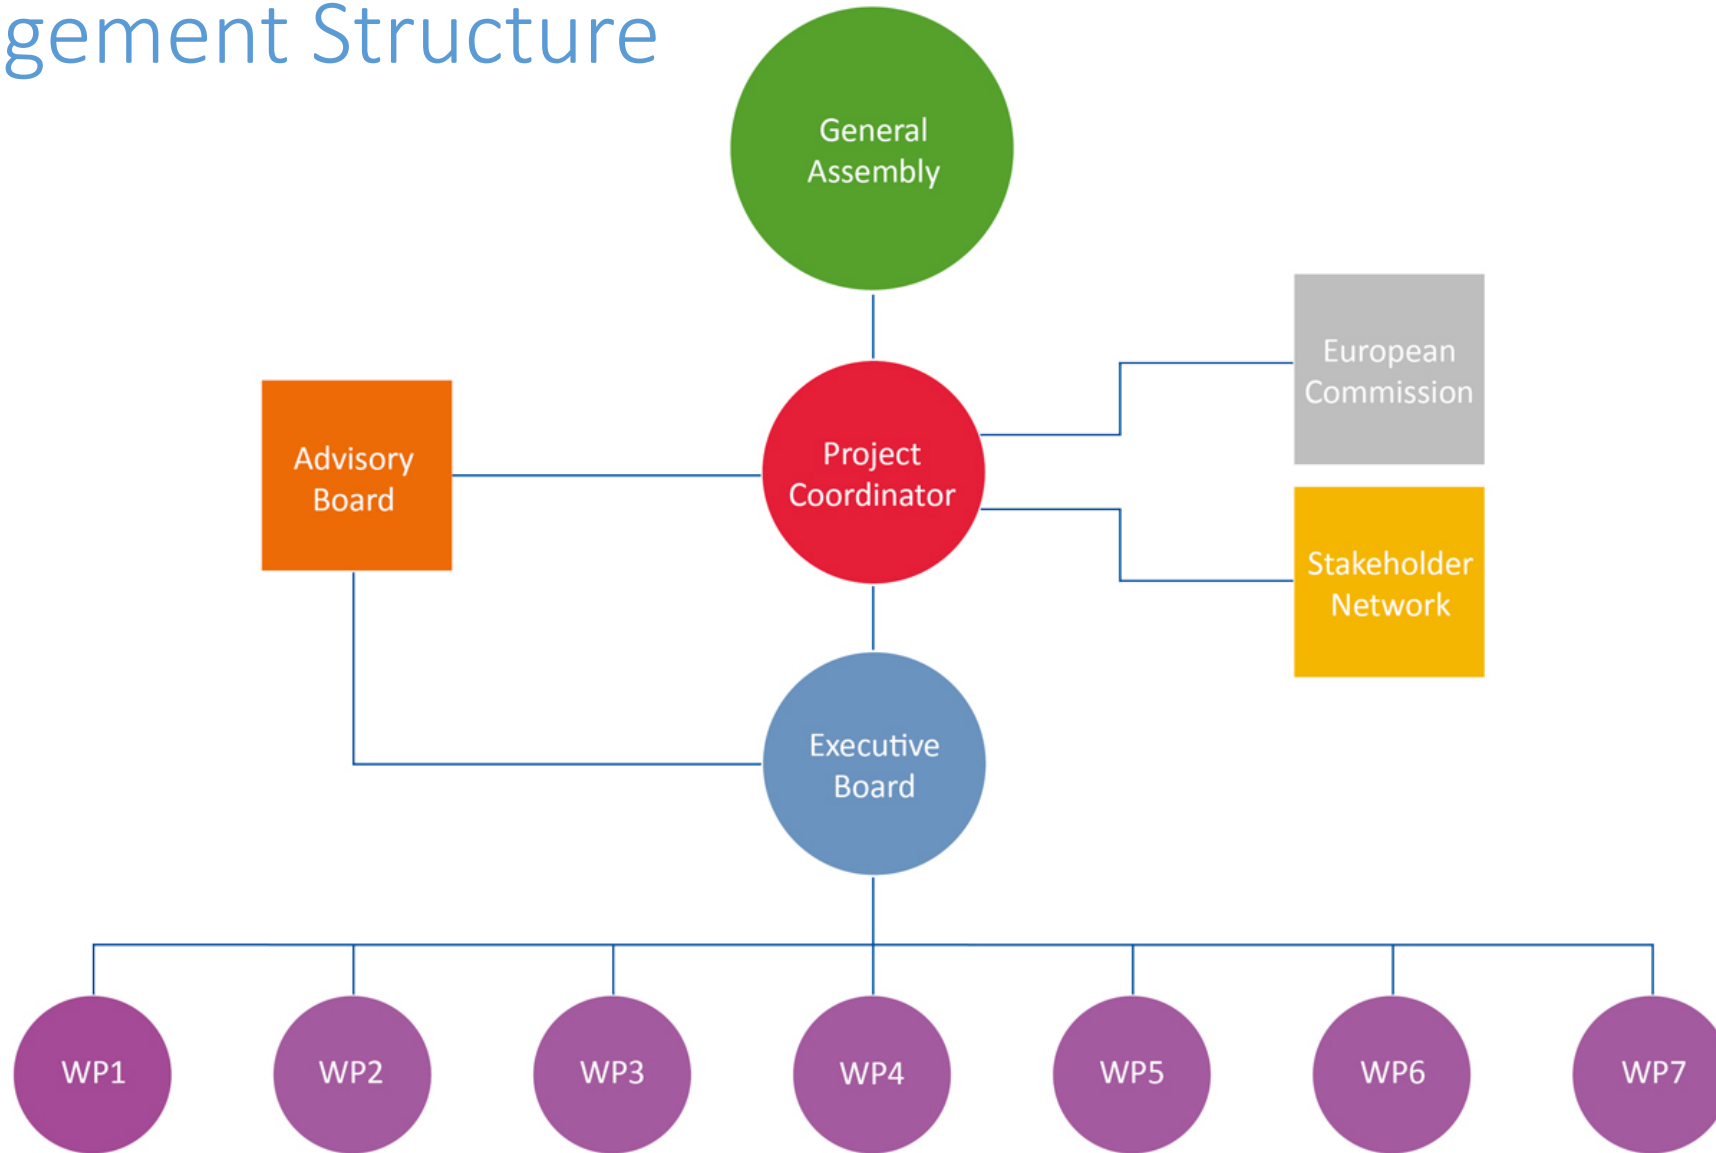 gement Structure
General
Assembly
European
Commission
Advisory
Board
Project
Coordinator
Stakeholder
Network
Executive
Board
WP1
WP2
WP3
WP4
WP5
WP6
WP7